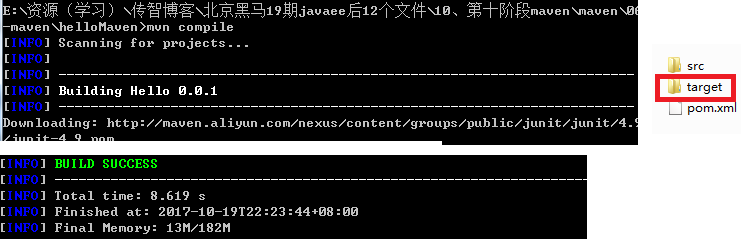 E:\资源（学习）\传智博客\北京黑马19期javaee后12个文件\10、第十阶段maven\maven\06
-maven\helloMaven>mvn compile
[INFO] Scanning for projects...
[INFO]
[INFO] ------------------------------------------------------------------------
[INFO] Building Hello 0.0.1
[INFO] ------------------------------------------------------------------------
Downloading: http://maven.aliyun.com/nexus/content/groups/public/junit/junit/4.9
/junit-4.9.pom
[INFO] BUILD SUCCESS
[INFO] ------------------------------------------------------------------------
[INFO] Total time: 8.619 s
[INFO] Finished at: 2017-10-19T22:23:44+08:00
[INFO] Final Memory: 13M/182M
src
target
pom.xml